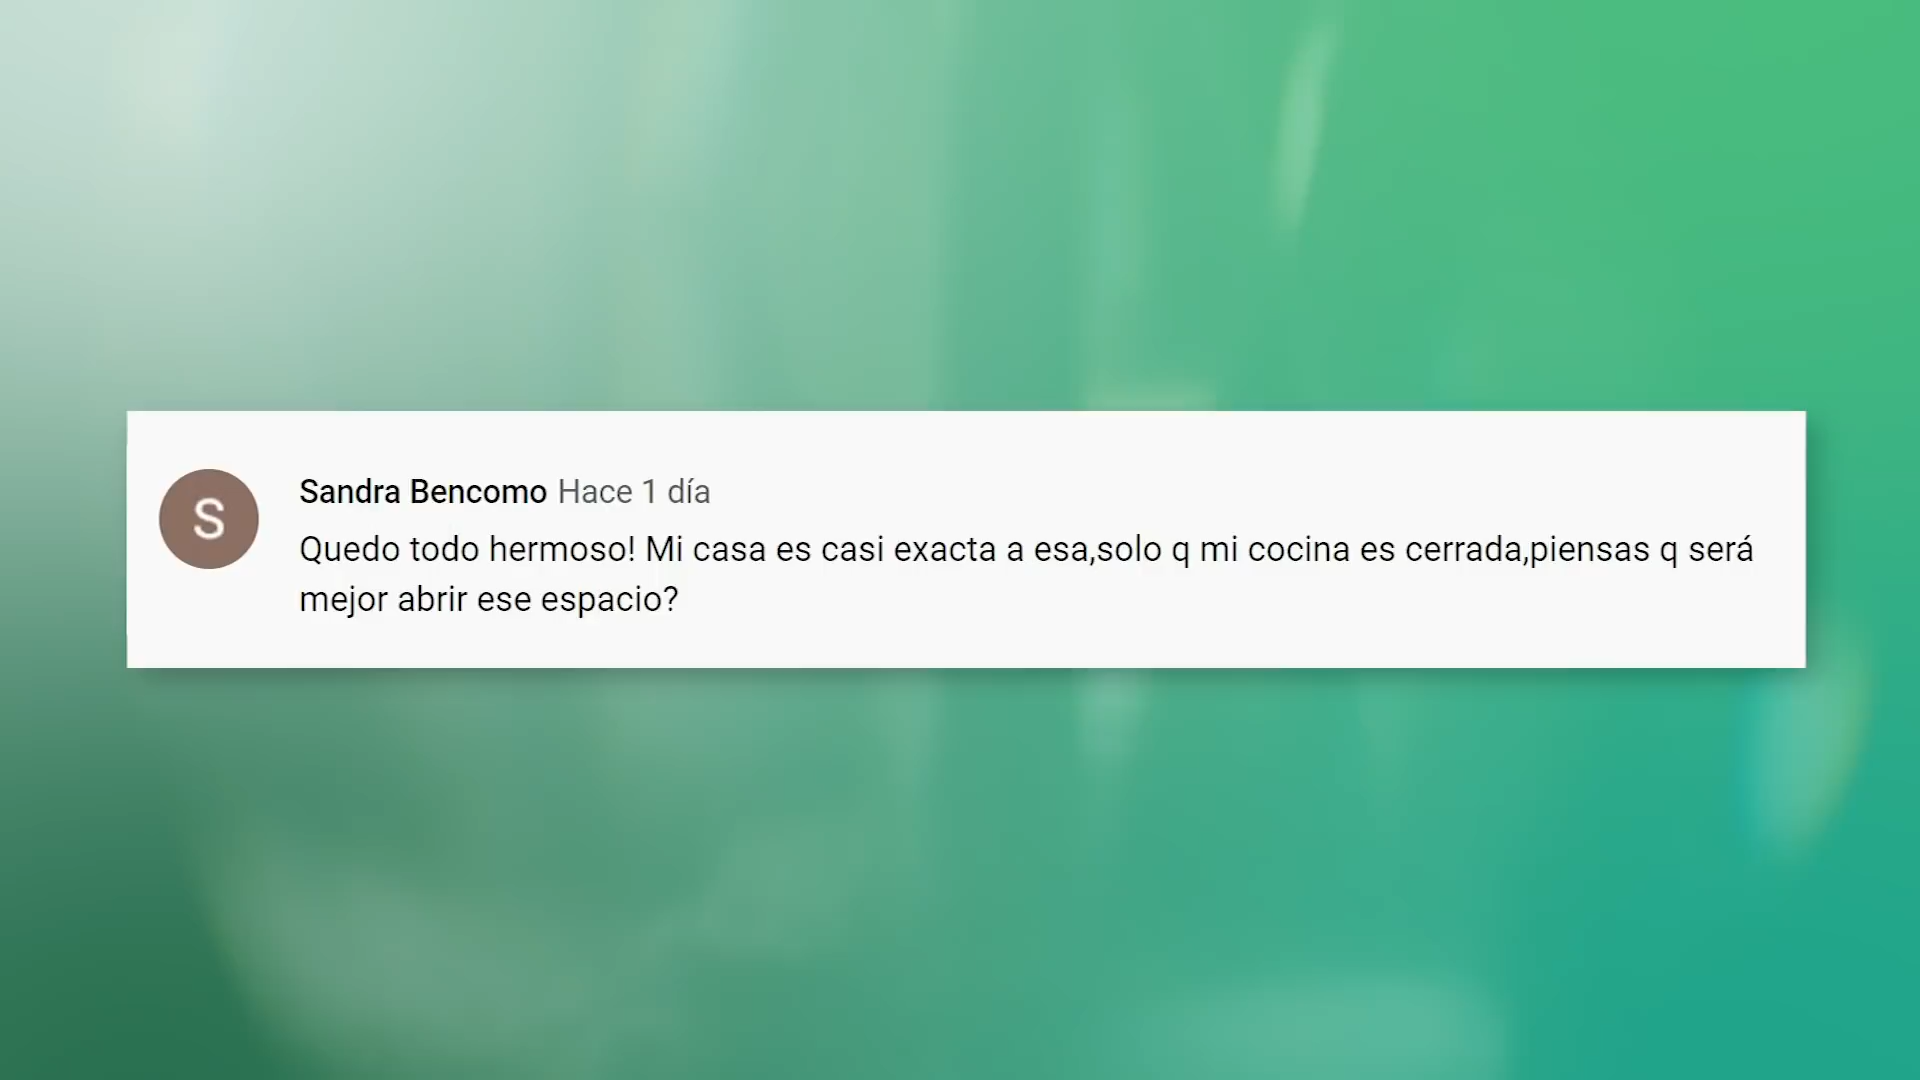 S
Sandra Bencomo Hace 1 día
Quedo todo hermoso! Mi casa es casi exacta a esa,solo q mi cocina es cerrada,piensas q será
mejor abrir ese espacio?